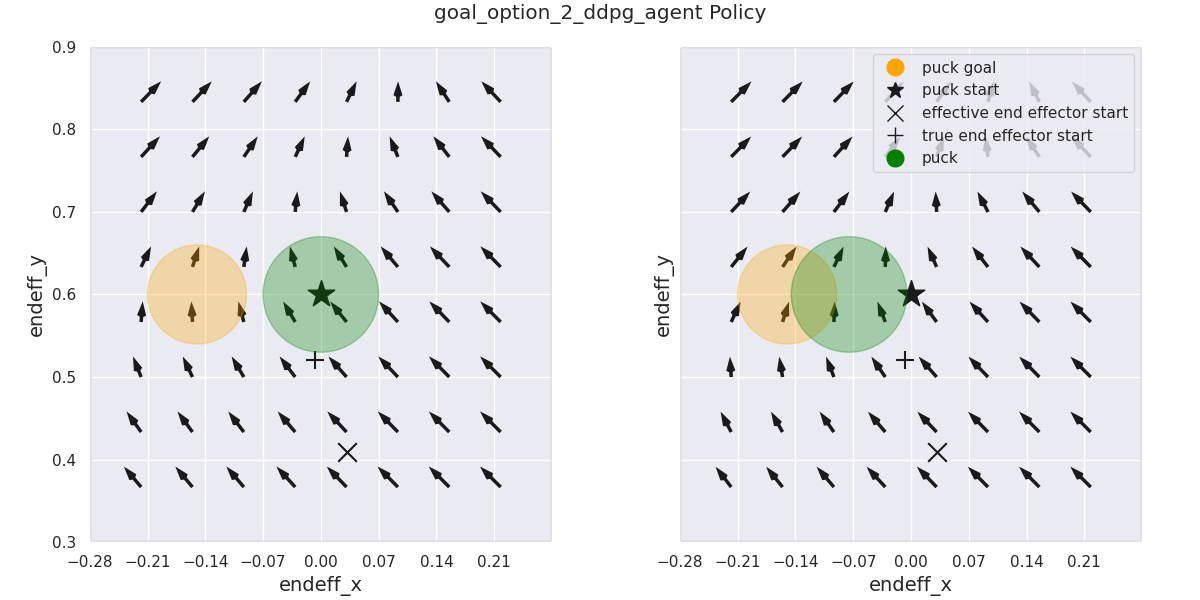 goal_option_2_ddpg_agent Policy
0.9
0.8
0.7
0.6
0.5
0.4
0.3
endeff_y
−0.28 −0.21 −0.14 −0.07 0.00 0.07 0.14 0.21
endeff_x
endeff_y
puck goal
puck start
effective end effector start
true end effector start
puck
−0.28 −0.21 −0.14 −0.07 0.00 0.07 0.14 0.21
endeff_x